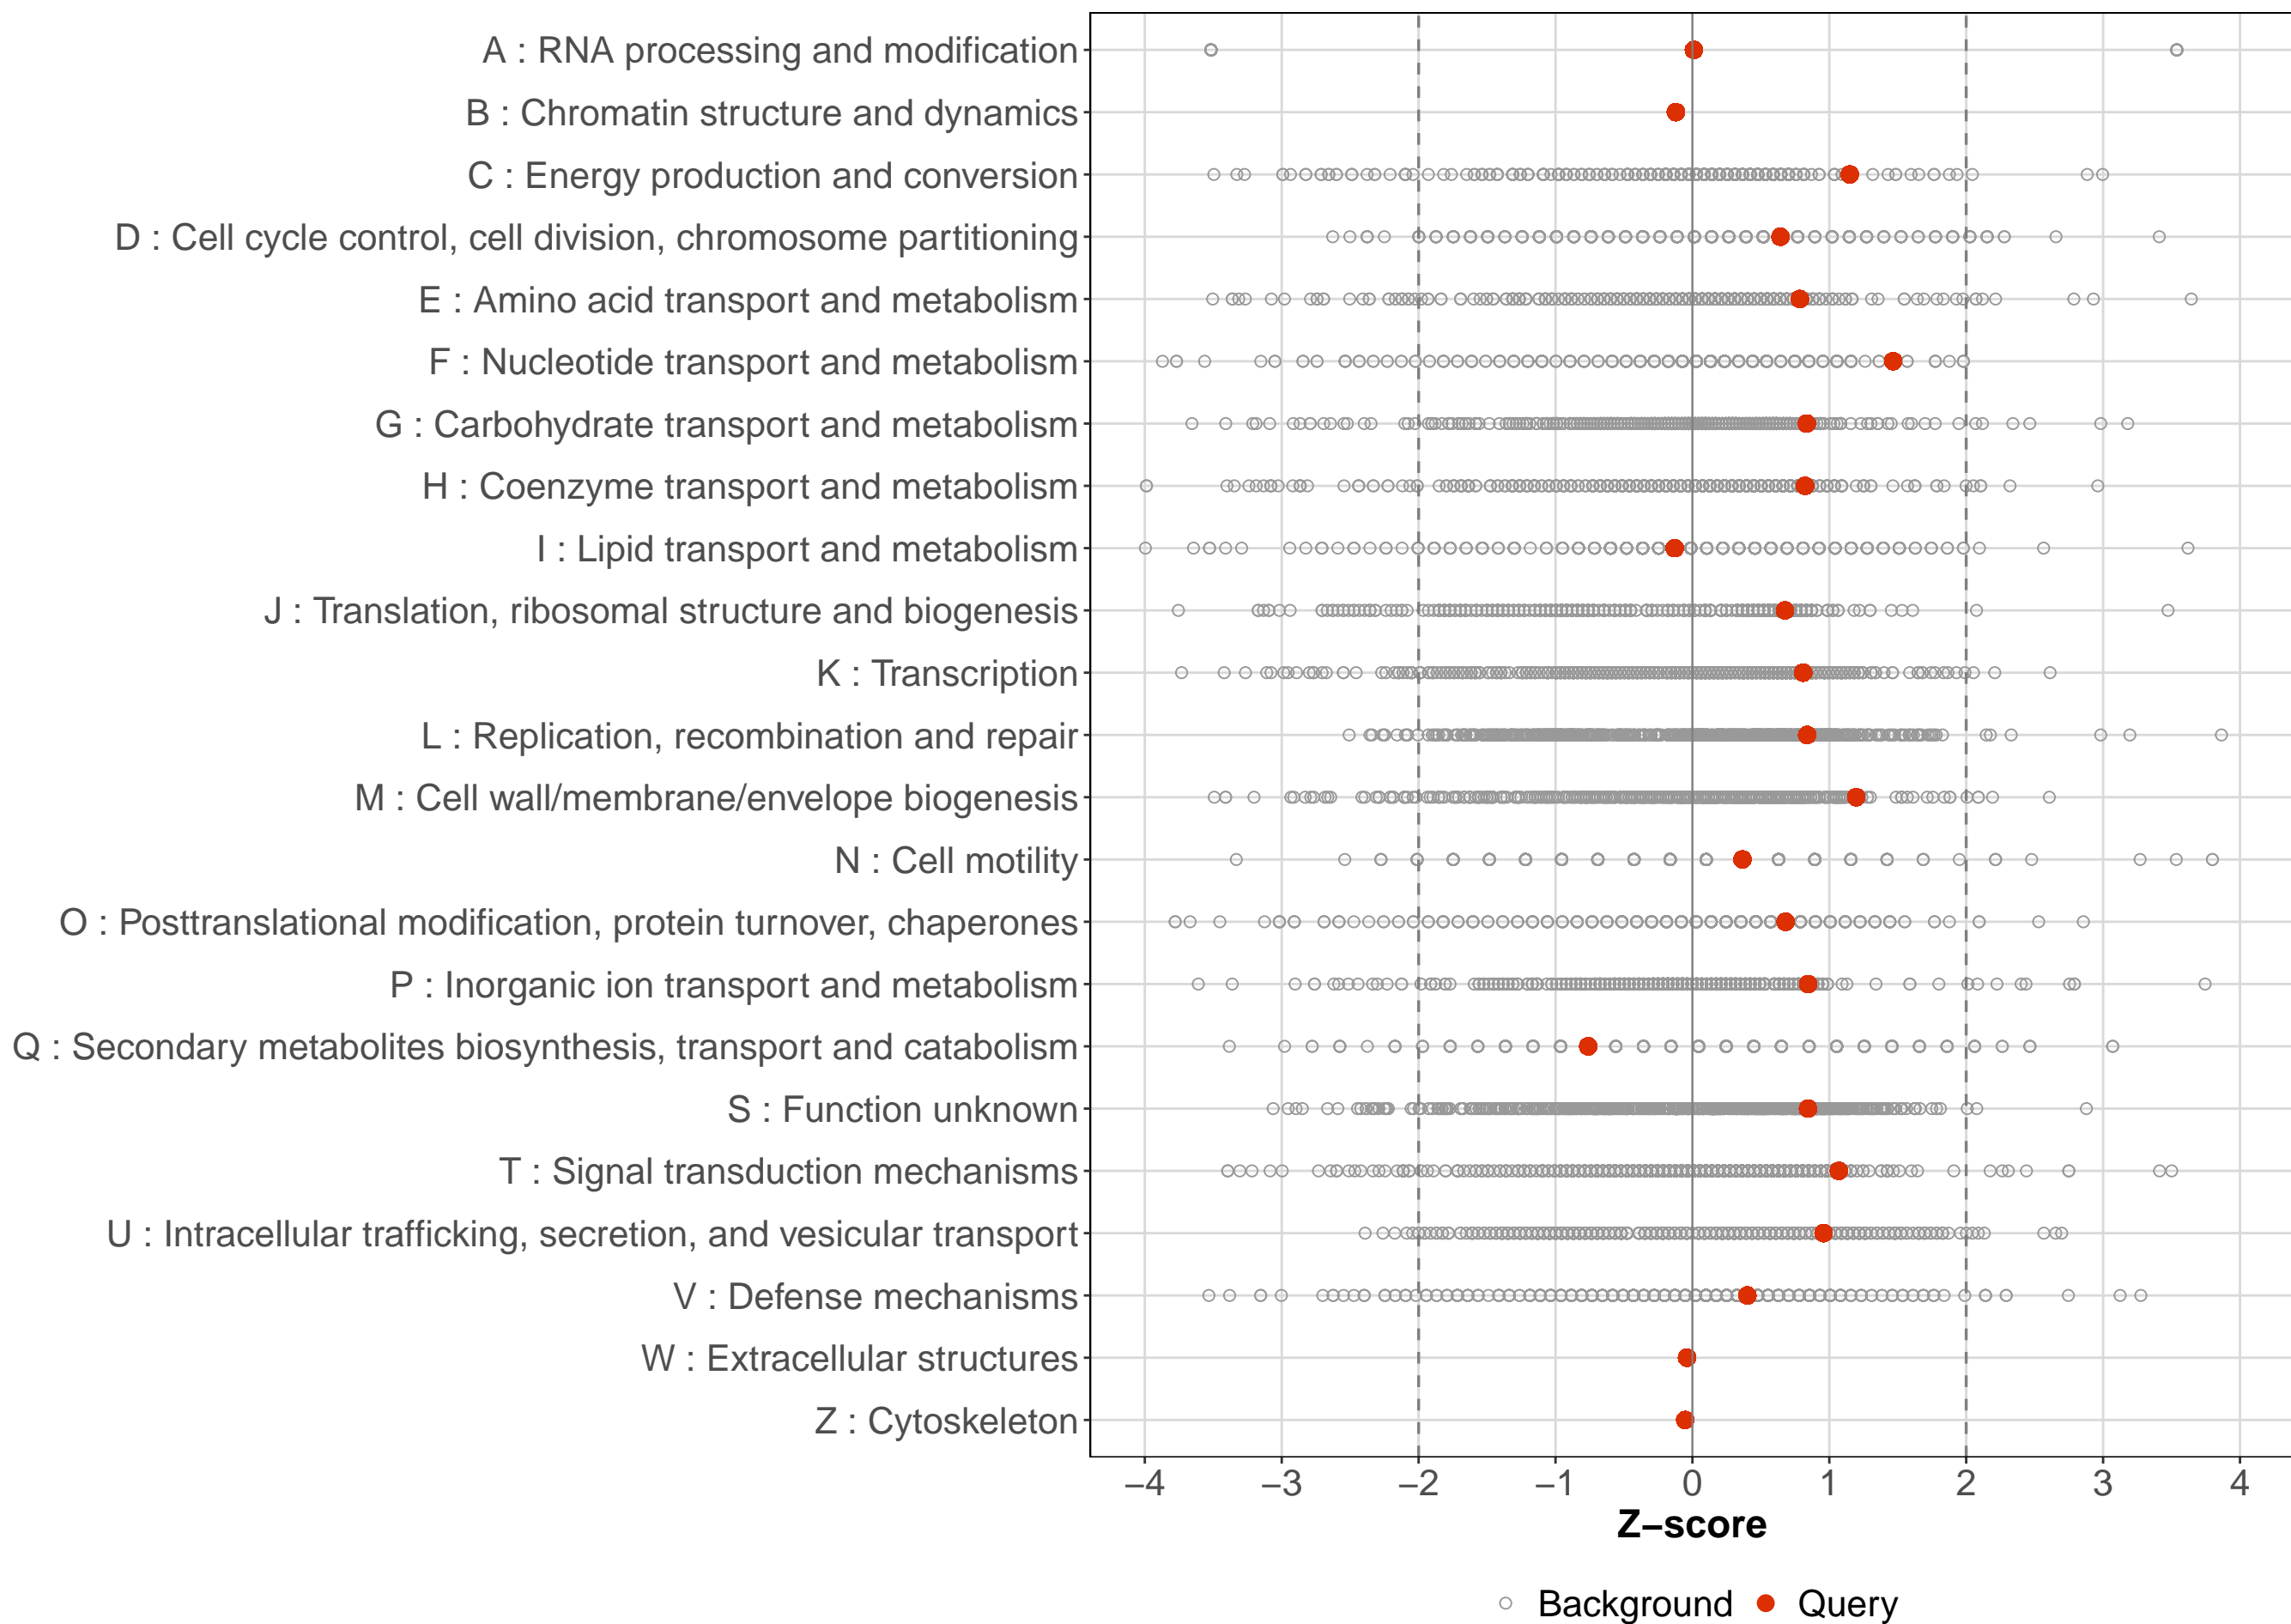 A : RNA processing and modification
B : Chromatin structure and dynamics
C : Energy production and conversion
D : Cell cycle control, cell division, chromosome partitioning
E : Amino acid transport and metabolism
F : Nucleotide transport and metabolism
G : Carbohydrate transport and metabolism
H : Coenzyme transport and metabolism
I : Lipid transport and metabolism
J : Translation, ribosomal structure and biogenesis
K : Transcription
L : Replication, recombination and repair
M : Cell wall/membrane/envelope biogenesis
N : Cell motility
O : Posttranslational modification, protein turnover, chaperones
P : Inorganic ion transport and metabolism
Q : Secondary metabolites biosynthesis, transport and catabolism
S : Function unknown
T : Signal transduction mechanisms
U : Intracellular trafficking, secretion, and vesicular transport
V : Defense mechanisms
W : Extracellular structures
Z : Cytoskeleton
−4 −3 −2 −1 0 1 2 3 4
Z−score
Background Query